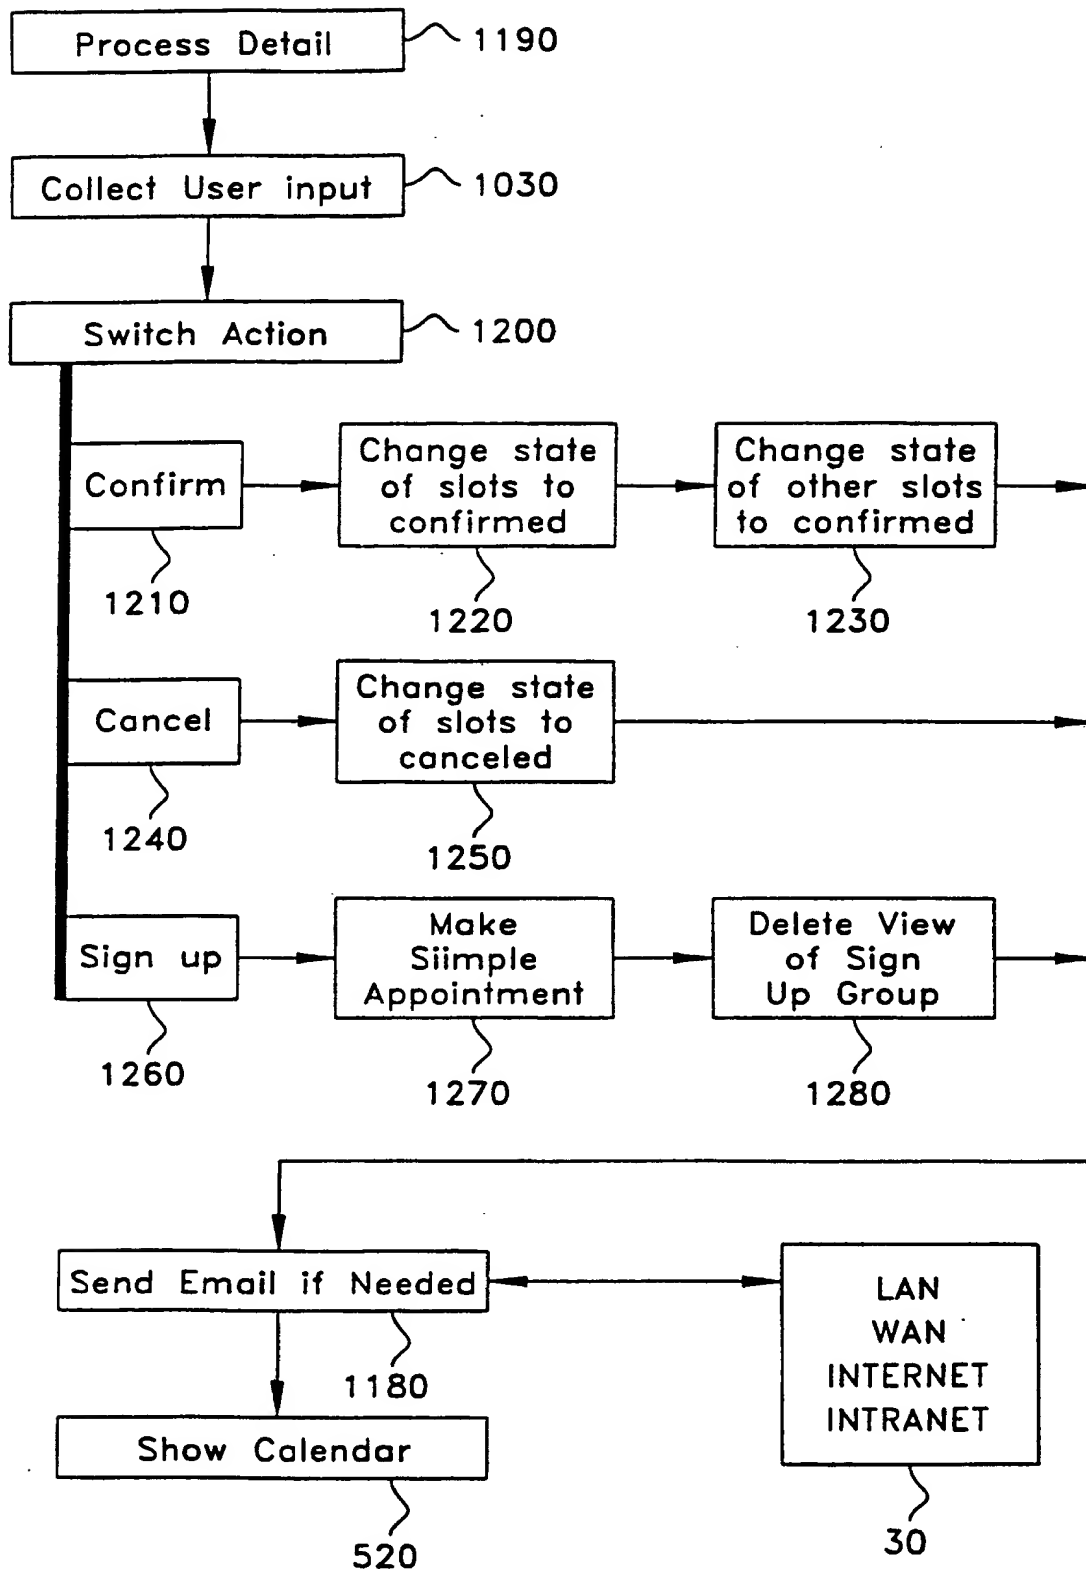 Process Detail
1190
Collect User input
1030
Switch Action
1200
Confirm
1210
Change state
of slots to
confirmed
1220
Change state
of other slots
to confirmed
1230
Cancel
1240
Change state
of slots to
canceled
1250
Sign up
1260
Make
Siimple
Appointment
1270
Delete View
of Sign
Up Group
1280
Send Email if Needed
1180
LAN
WAN
INTERNET
INTRANET
30
Show Calendar
520